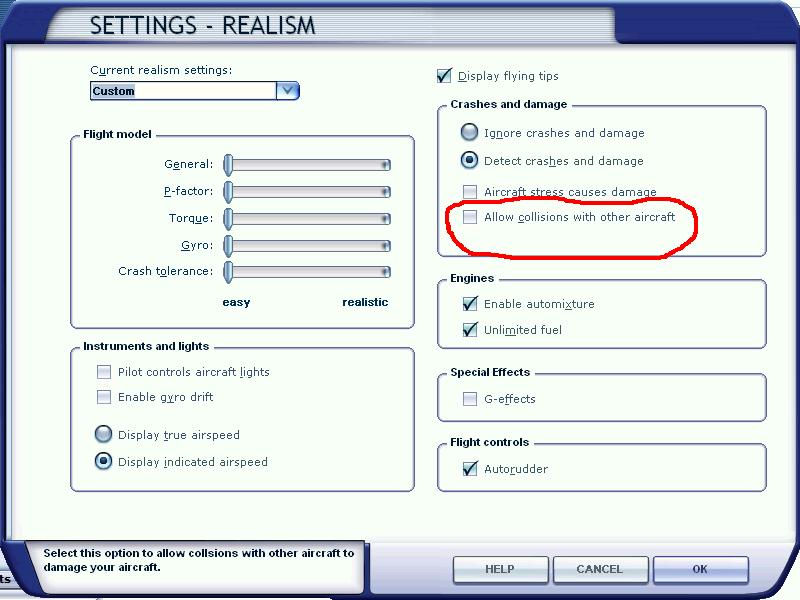 SETTINGS - REALISM
Current realism settings:
Custom
Flight model
General:
P-factor:
Torque:
Gyro:
Crash tolerance:
easy realistic
Instruments and lights
Pilot controls aircraft lights
Enable gyro drift
Display true airspeed
Display indicated airspeed
Display flying tips
Crashes and damage
Ignore crashes and damage
Detect crashes and damage
Aircraft stress causes damage
Allow collisions with other aircraft
Engines
Enable automixture
Unlimited fuel
Special Effects
G-effects
Flight controls
Autorudder
ts
Select this option to allow collsions with other aircraft to
damage your aircraft.
HELP CANCEL OK